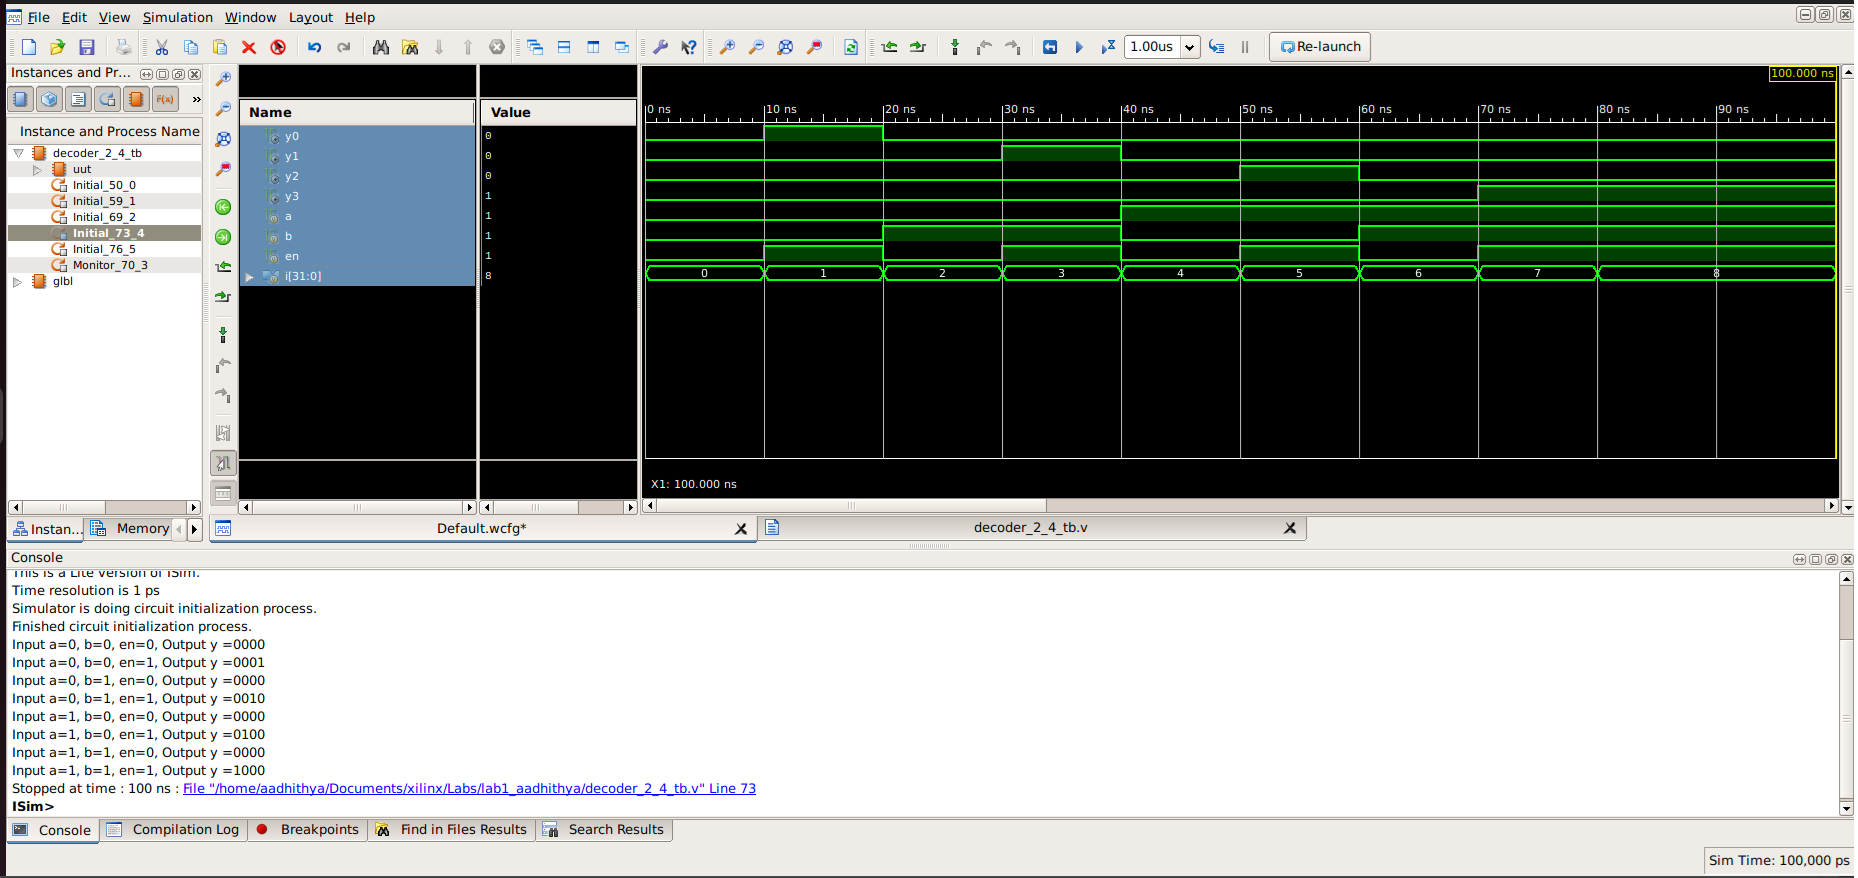 File Edit View Simulation Window Layout Help
1.00us Re-launch
Instances and Pr...
F(x) »
Instance and Process Name
decoder_2_4_tb
uut
Initial_50_0
Initial_59_1
Initial_69_2
Initial_73_4
Initial_76_5
Monitor_70_3
glbl
Instan... Memory
Name Value
y0 0
y1 0
y2 0
y3 1
a 1
b 1
en 1
i[31:0] 8
100.000 ns
0 ns 10 ns 20 ns 30 ns 40 ns 50 ns 60 ns 70 ns 80 ns 90 ns
0 1 2 3 4 5 6 7 8
X1: 100.000 ns
Default.wcfg* decoder_2_4_tb.v
Console
This is a Lite version of ISim.
Time resolution is 1 ps
Simulator is doing circuit initialization process.
Finished circuit initialization process.
Input a=0, b=0, en=0, Output y =0000
Input a=0, b=0, en=1, Output y =0001
Input a=0, b=1, en=0, Output y =0000
Input a=0, b=1, en=1, Output y =0010
Input a=1, b=0, en=0, Output y =0000
Input a=1, b=0, en=1, Output y =0100
Input a=1, b=1, en=0, Output y =0000
Input a=1, b=1, en=1, Output y =1000
Stopped at time : 100 ns : File "/home/aadhithya/Documents/xilinx/Labs/lab1_aadhithya/decoder_2_4_tb.v" Line 73
ISim>
Console Compilation Log Breakpoints Find in Files Results Search Results
Sim Time: 100,000 ps